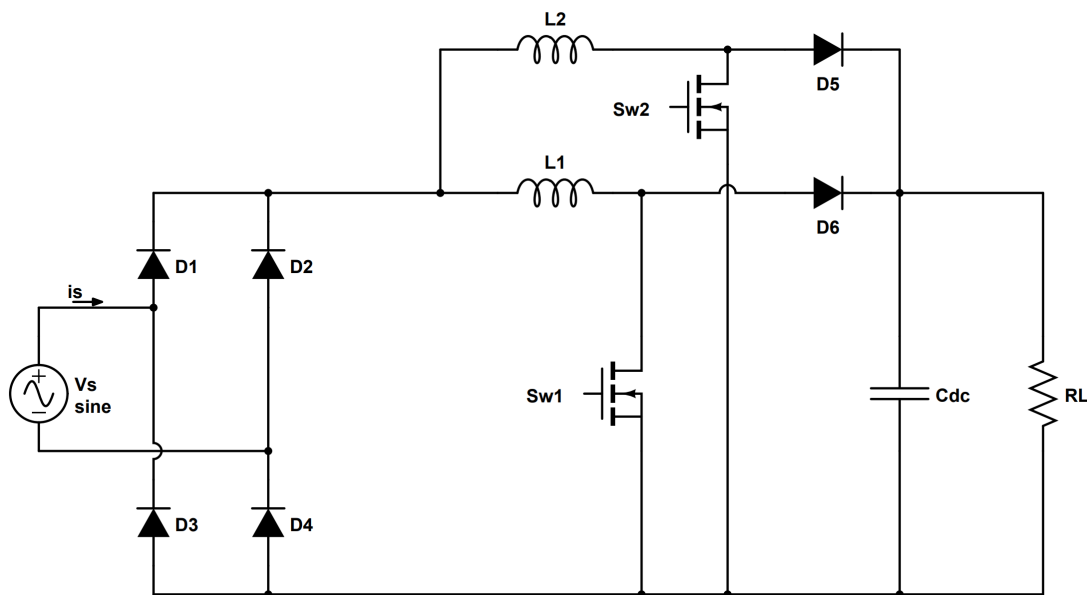 L2
D5
Sw2
L1
D6
D1
D2
is
+
Vs
sine
−
Sw1
Cdc
RL
D3
D4